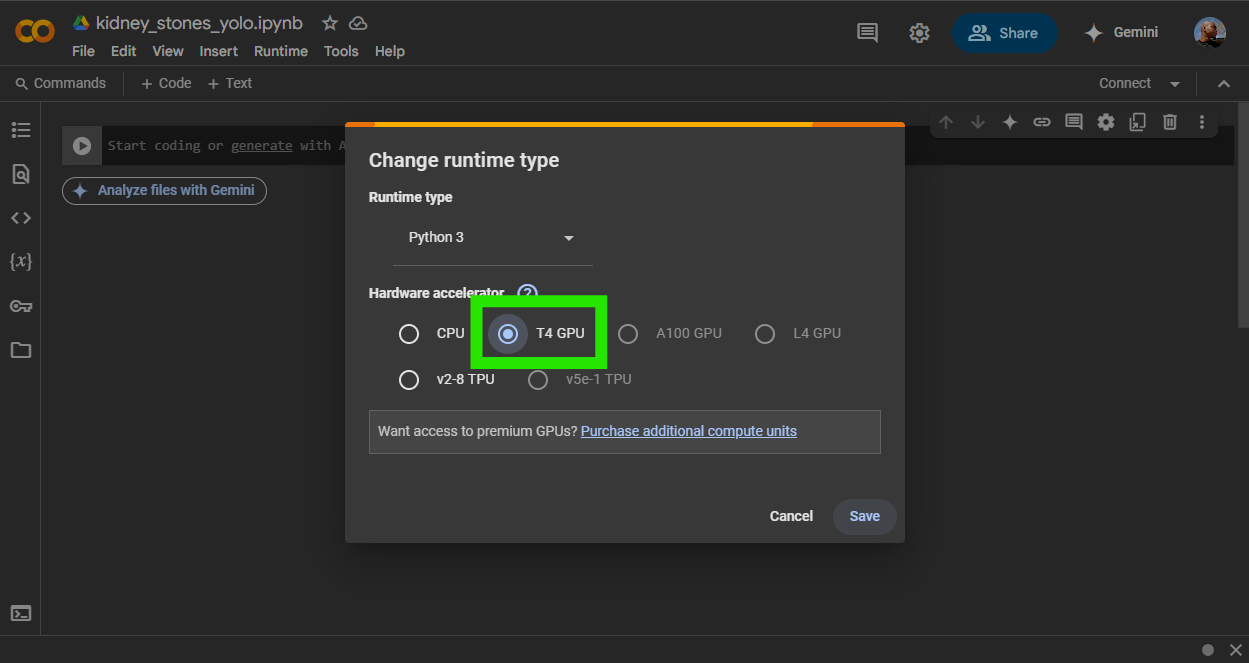 kidney_stones_yolo.ipynb
File Edit View Insert Runtime Tools Help
Share
Gemini
Commands
+ Code + Text
Connect
Start coding or generate with A
Analyze files with Gemini
Change runtime type
Runtime type
Python 3
Hardware accelerator ?
CPU T4 GPU A100 GPU L4 GPU
v2-8 TPU v5e-1 TPU
Want access to premium GPUs? Purchase additional compute units
Cancel Save
{x}